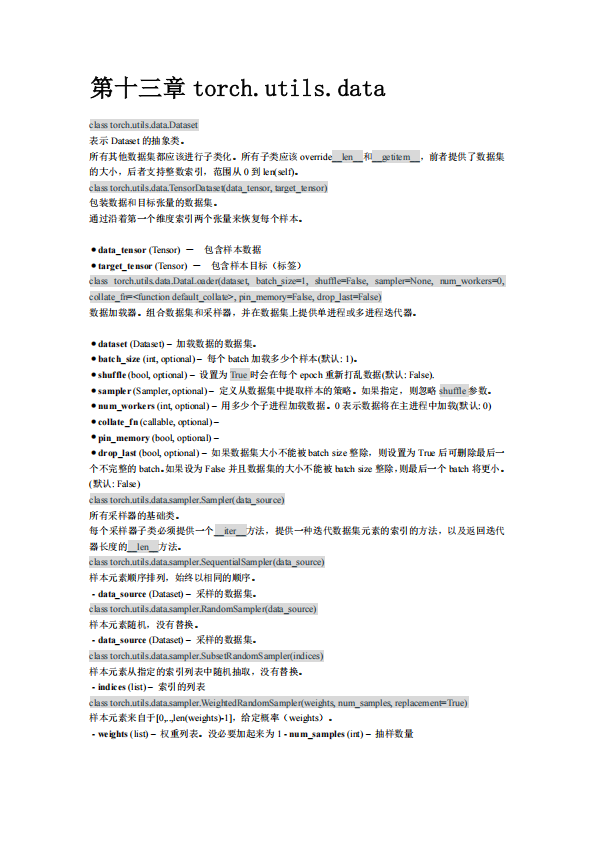 第十三章 torch.utils.data
class torch.utils.data.Dataset
表示 Dataset 的抽象类。
所有其他数据集都应该进行子类化。所有子类应该 override__len__和__getitem__，前者提供了数据集
的大小，后者支持整数索引，范围从 0 到 len(self)。
class torch.utils.data.TensorDataset(data_tensor, target_tensor)
包装数据和目标张量的数据集。
通过沿着第一个维度索引两个张量来恢复每个样本。
● data_tensor (Tensor) － 包含样本数据
● target_tensor (Tensor) － 包含样本目标（标签）
class torch.utils.data.DataLoader(dataset, batch_size=1, shuffle=False, sampler=None, num_workers=0,
collate_fn=<function default_collate>, pin_memory=False, drop_last=False)
数据加载器。组合数据集和采样器，并在数据集上提供单进程或多进程迭代器。
● dataset (Dataset) – 加载数据的数据集。
● batch_size (int, optional) – 每个 batch 加载多少个样本(默认: 1)。
● shuffle (bool, optional) – 设置为 True 时会在每个 epoch 重新打乱数据(默认: False).
● sampler (Sampler, optional) – 定义从数据集中提取样本的策略。如果指定，则忽略 shuffle 参数。
● num_workers (int, optional) – 用多少个子进程加载数据。0 表示数据将在主进程中加载(默认: 0)
● collate_fn (callable, optional) –
● pin_memory (bool, optional) –
● drop_last (bool, optional) – 如果数据集大小不能被 batch size 整除，则设置为 True 后可删除最后一
个不完整的 batch。如果设为 False 并且数据集的大小不能被 batch size 整除，则最后一个 batch 将更小。
(默认: False)
class torch.utils.data.sampler.Sampler(data_source)
所有采样器的基础类。
每个采样器子类必须提供一个__iter__方法，提供一种迭代数据集元素的索引的方法，以及返回迭代
器长度的__len__方法。
class torch.utils.data.sampler.SequentialSampler(data_source)
样本元素顺序排列，始终以相同的顺序。
- data_source (Dataset) – 采样的数据集。
class torch.utils.data.sampler.RandomSampler(data_source)
样本元素随机，没有替换。
- data_source (Dataset) – 采样的数据集。
class torch.utils.data.sampler.SubsetRandomSampler(indices)
样本元素从指定的索引列表中随机抽取，没有替换。
- indices (list) – 索引的列表
class torch.utils.data.sampler.WeightedRandomSampler(weights, num_samples, replacement=True)
样本元素来自于[0,..,len(weights)-1]，给定概率（weights）。
- weights (list) – 权重列表。没必要加起来为 1 - num_samples (int) – 抽样数量